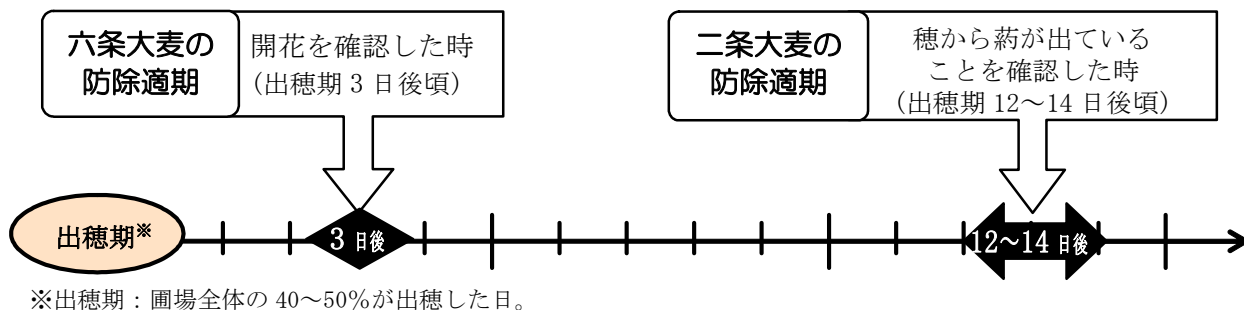 六条大麦の
防除適期
開花を確認した時
(出穂期 3 日後頃)
二条大麦の
防除適期
穂から葯が出ている
ことを確認した時
(出穂期 12～14 日後頃)
出穂期※
3 日後
12～14 日後
※出穂期：圃場全体の 40～50％が出穂した日。